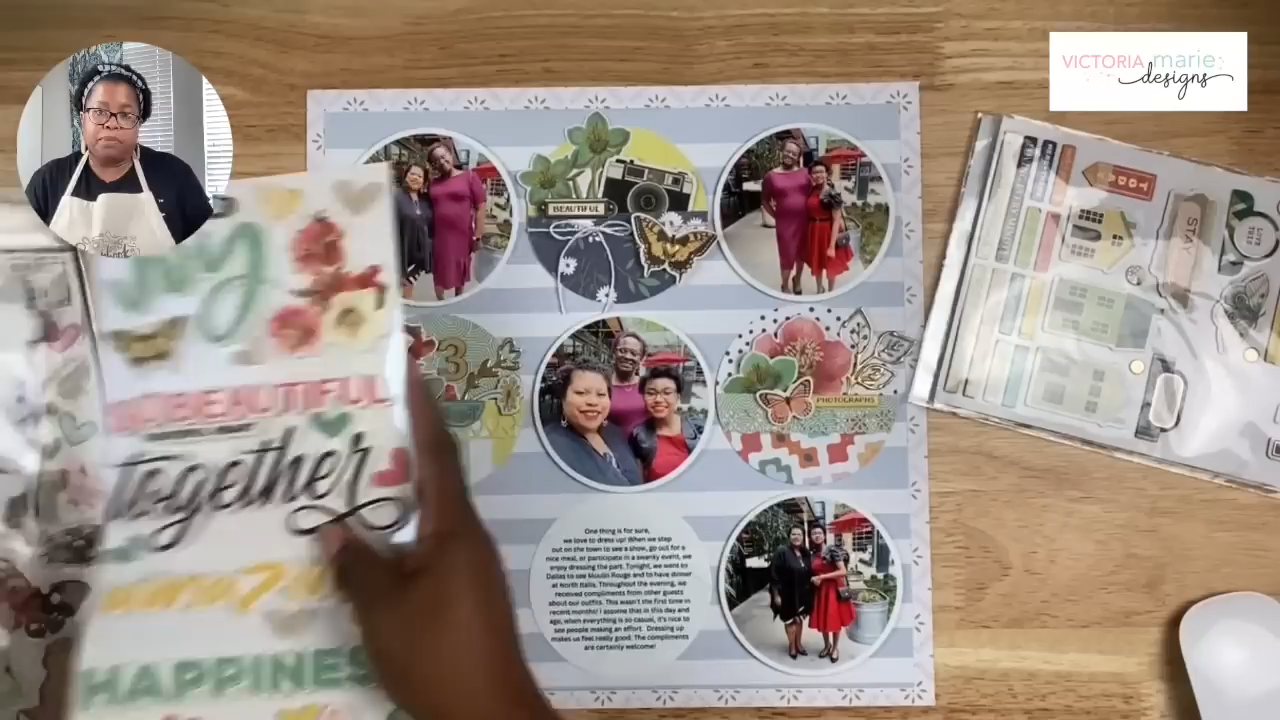 VICTORIA marie
designs
BEAUTIFUL
TODAY
STAY
my
BEAUTIFUL
together
HAPPINES
3
PHOTOGRAPHS
One thing is for sure,
we love to dress up! When we step
out on the town to see a show, go out for a
nice meal, or participate in a swanky event, we
enjoy dressing the part. Tonight, we went to
Dallas to see Moulin Rouge and to have dinner
at North Italia. Throughout the evening, we
received compliments from other guests
about our outfits. This wasn't the first time in
recent months! I assume that in this day and
age, when everything is so casual, it's nice to
see people making an effort. Dressing up
makes us feel really good. The compliments
are certainly welcome!